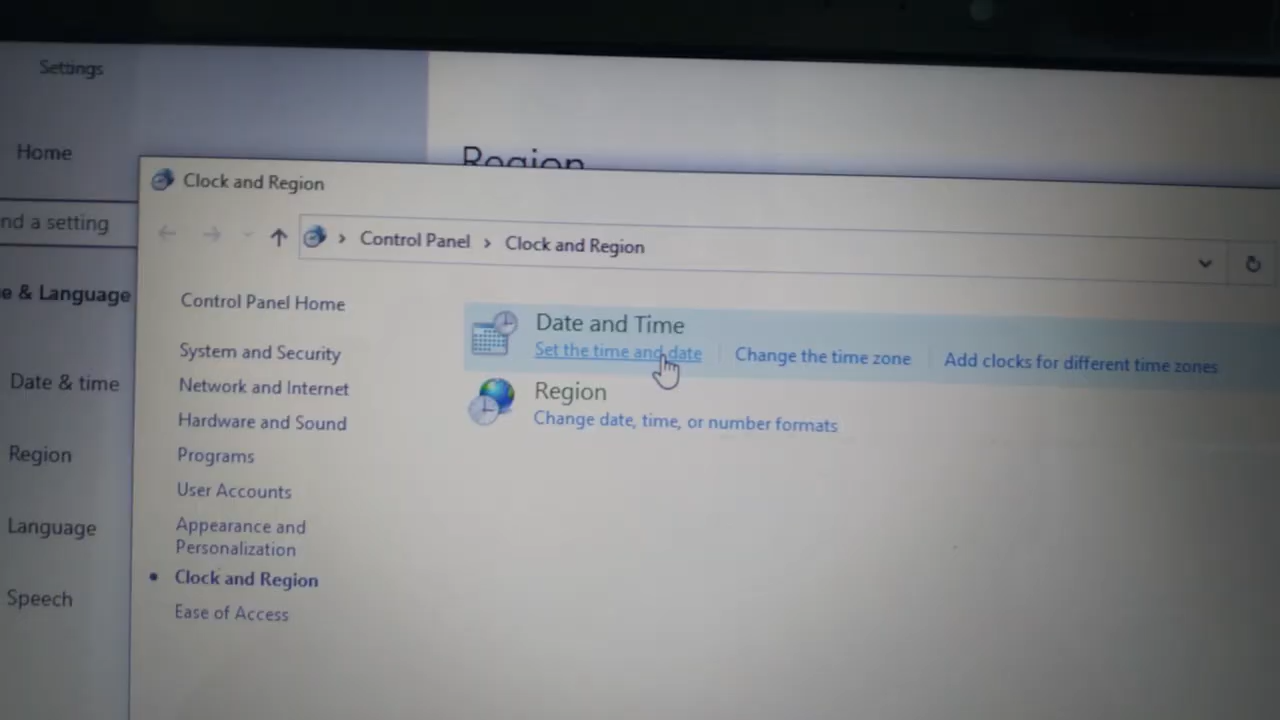 Settings
Home
nd a setting
e & Language
Date & time
Region
Language
Speech
Region
Clock and Region
Control Panel > Clock and Region
Control Panel Home
System and Security
Network and Internet
Hardware and Sound
Programs
User Accounts
Appearance and
Personalization
Clock and Region
Ease of Access
Date and Time
Set the time and date Change the time zone Add clocks for different time zones
Region
Change date, time, or number formats